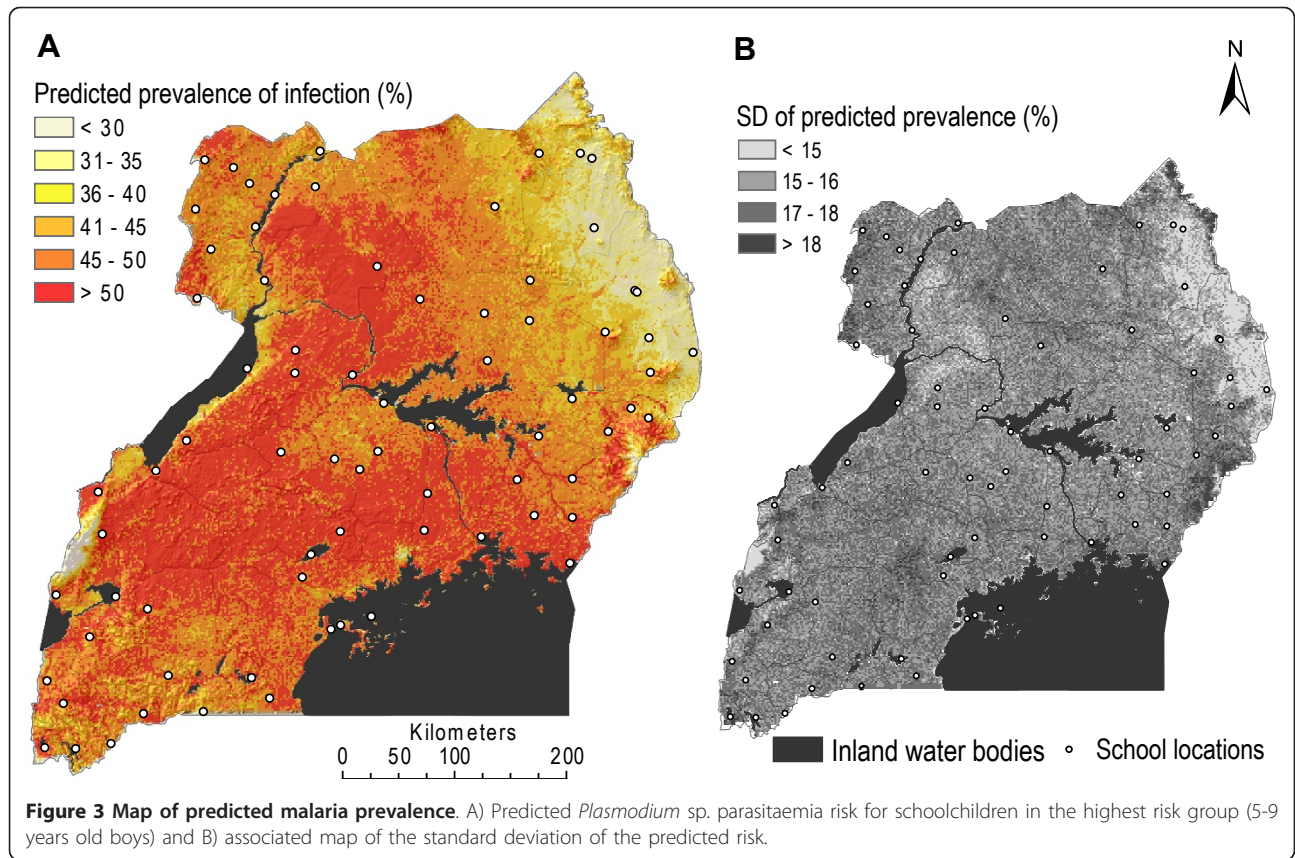 A
Predicted prevalence of infection (%)
< 30
31- 35
36 - 40
41 - 45
45 - 50
> 50
Kilometers
0 50 100 200
B
N
SD of predicted prevalence (%)
< 15
15 - 16
17 - 18
> 18
Inland water bodies
School locations
Figure 3 Map of predicted malaria prevalence. A) Predicted Plasmodium sp. parasitaemia risk for schoolchildren in the highest risk group (5-9
years old boys) and B) associated map of the standard deviation of the predicted risk.